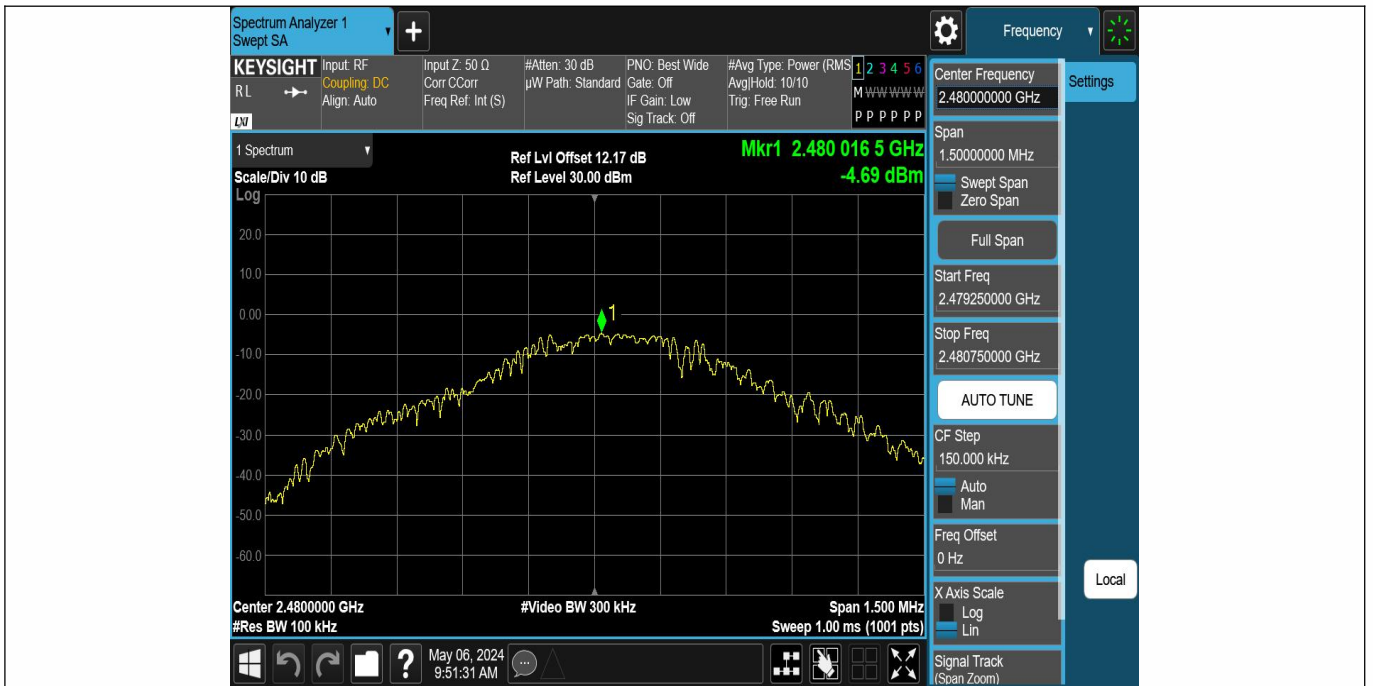 Spectrum Analyzer 1
Swept SA
+
Frequency
KEYSIGHT
RL
LXI
Input: RF
Coupling: DC
Align: Auto
Input Z: 50 Ω
Corr CCorr
Freq Ref: Int (S)
#Atten: 30 dB
µW Path: Standard
PNO: Best Wide
Gate: Off
IF Gain: Low
Sig Track: Off
#Avg Type: Power (RMS
Avg|Hold: 10/10
Trig: Free Run
1 2 3 4 5 6
M W W W W W
P P P P P P
1 Spectrum
Scale/Div 10 dB
Log
Ref Lvl Offset 12.17 dB
Ref Level 30.00 dBm
Mkr1 2.480 016 5 GHz
-4.69 dBm
20.0
10.0
0.00
-10.0
-20.0
-30.0
-40.0
-50.0
-60.0
1
Center 2.4800000 GHz
#Res BW 100 kHz
#Video BW 300 kHz
Span 1.500 MHz
Sweep 1.00 ms (1001 pts)
Center Frequency
2.480000000 GHz
Span
1.50000000 MHz
Swept Span
Zero Span
Full Span
Start Freq
2.479250000 GHz
Stop Freq
2.480750000 GHz
AUTO TUNE
CF Step
150.000 kHz
Auto
Man
Freq Offset
0 Hz
X Axis Scale
Log
Lin
Signal Track
(Span Zoom)
Settings
Local
?
May 06, 2024
9:51:31 AM